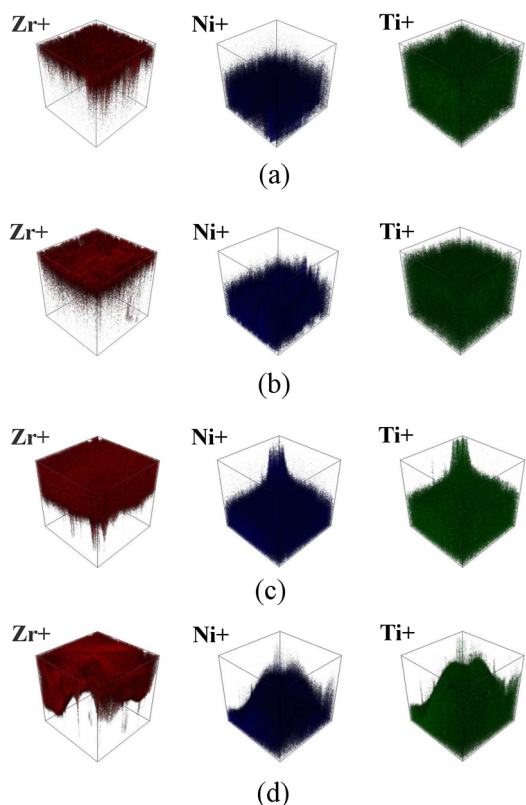 Zr+ Ni+ Ti+
(a)
Zr+ Ni+ Ti+
(b)
Zr+ Ni+ Ti+
(c)
Zr+ Ni+ Ti+
(d)